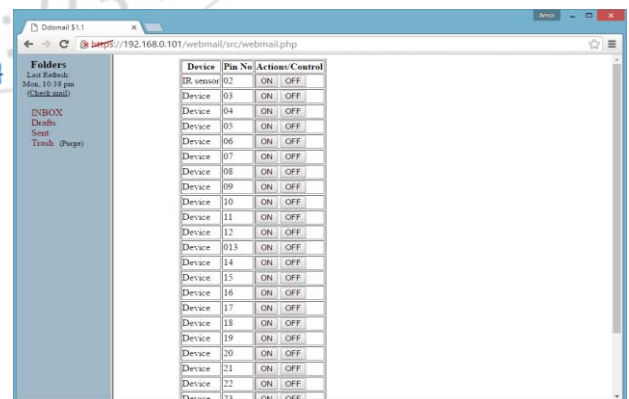 Amol
Ddomail $1.1
https://192.168.0.101/webmail/src/webmail.php
Folders
Last Refresh:
Mon, 10:38 pm
(Check mail)
INBOX
Drafts
Sent
Trash (Purge)
Device Pin No Actions/Control
IR sensor 02 ON OFF
Device 03 ON OFF
Device 04 ON OFF
Device 05 ON OFF
Device 06 ON OFF
Device 07 ON OFF
Device 08 ON OFF
Device 09 ON OFF
Device 10 ON OFF
Device 11 ON OFF
Device 12 ON OFF
Device 013 ON OFF
Device 14 ON OFF
Device 15 ON OFF
Device 16 ON OFF
Device 17 ON OFF
Device 18 ON OFF
Device 19 ON OFF
Device 20 ON OFF
Device 21 ON OFF
Device 22 ON OFF
Device 23 ON OFF